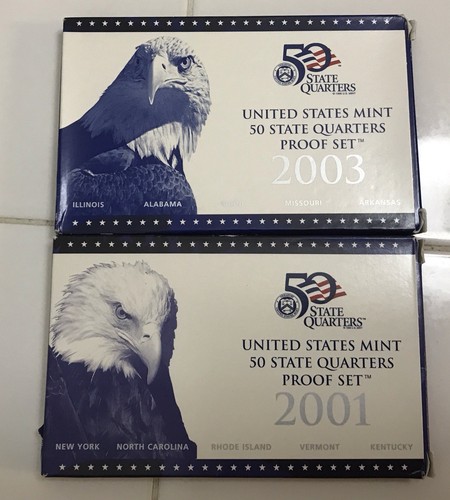 50
STATE
QUARTERS
UNITED STATES MINT
50 STATE QUARTERS
PROOF SET™
2003
ILLINOIS ALABAMA MISSOURI ARKANSAS
50
STATE
QUARTERS™
UNITED STATES MINT
50 STATE QUARTERS
PROOF SET™
2001
NEW YORK NORTH CAROLINA RHODE ISLAND VERMONT KENTUCKY